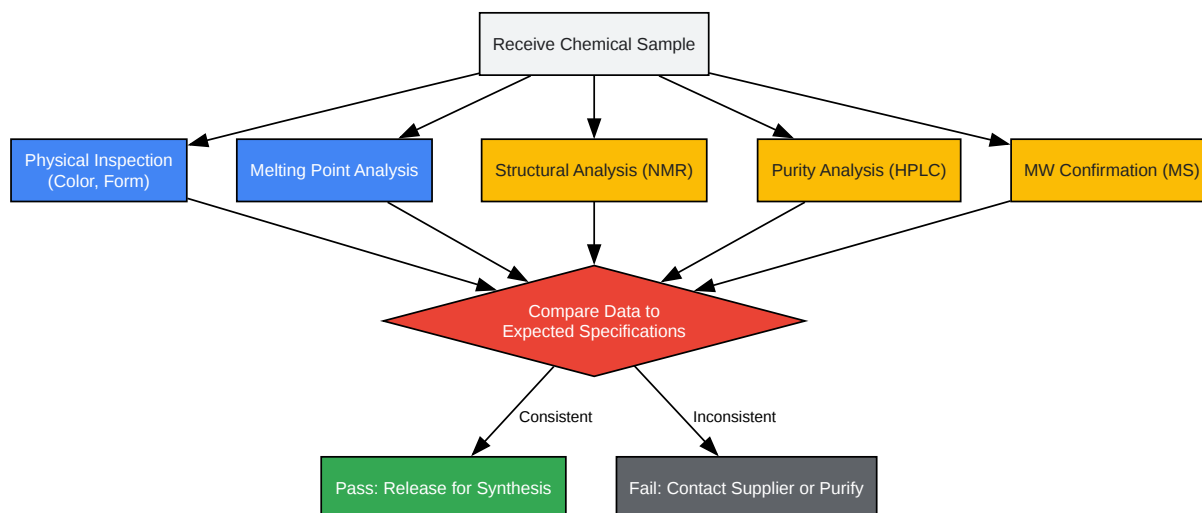 Receive Chemical Sample
Physical Inspection
(Color, Form)
Melting Point Analysis
Structural Analysis (NMR)
Purity Analysis (HPLC)
MW Confirmation (MS)
Compare Data to
Expected Specifications
Consistent
Inconsistent
Pass: Release for Synthesis
Fail: Contact Supplier or Purify